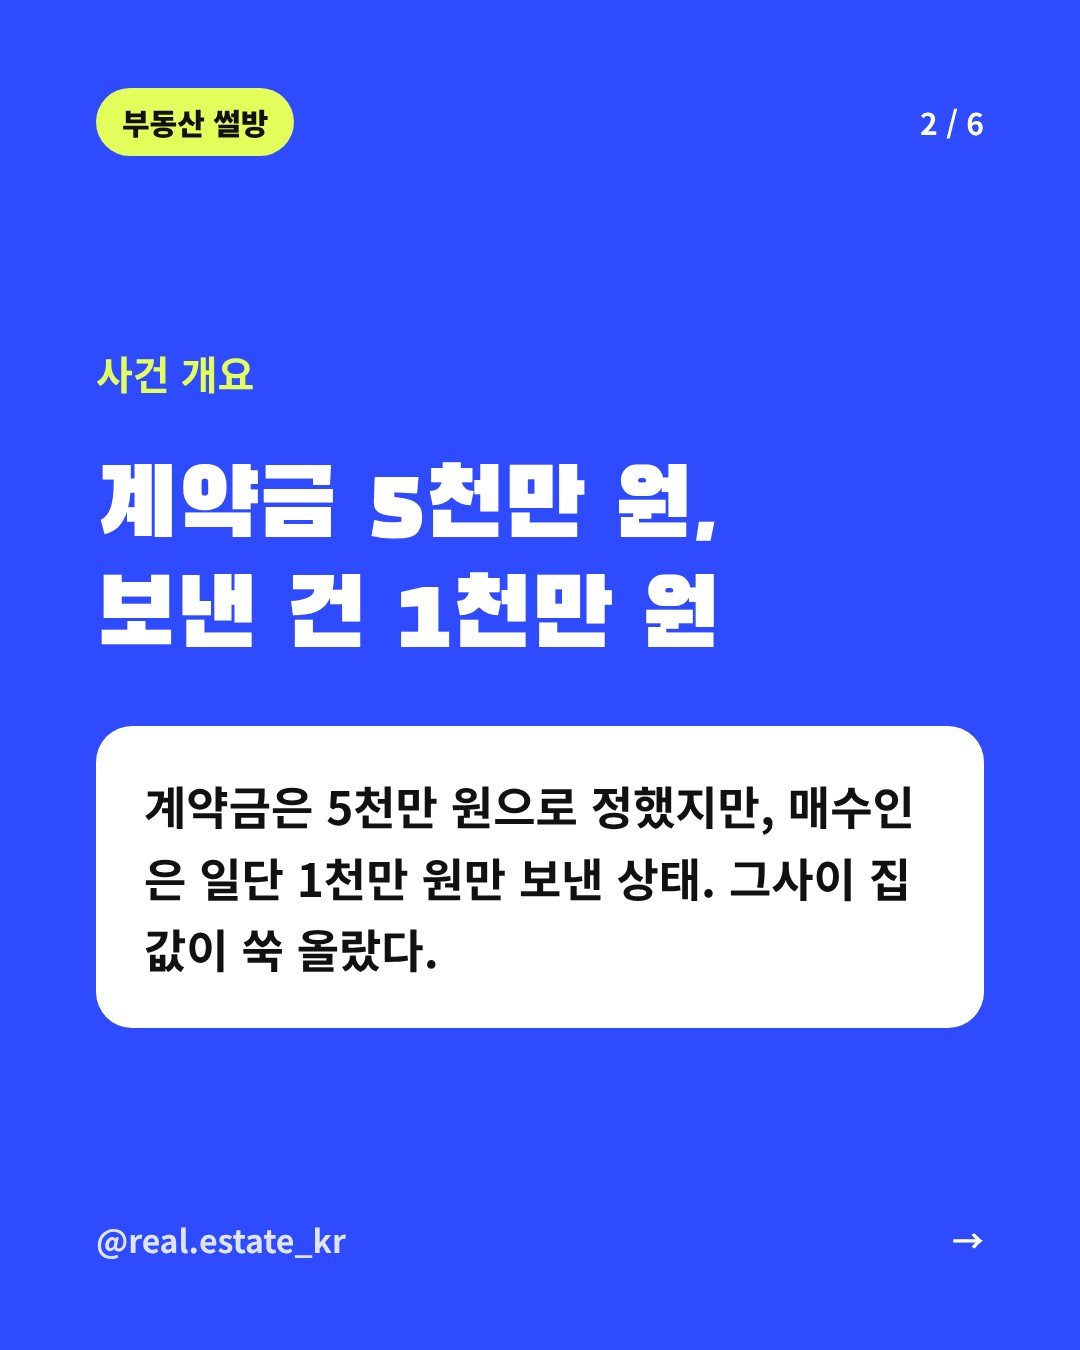 부동산 썰방
2 / 6
사건 개요
계약금 5천만 원,
보낸 건 1천만 원
계약금은 5천만 원으로 정했지만, 매수인
은 일단 1천만 원만 보낸 상태. 그사이 집
값이 쑥 올랐다.
@real.estate_kr
→